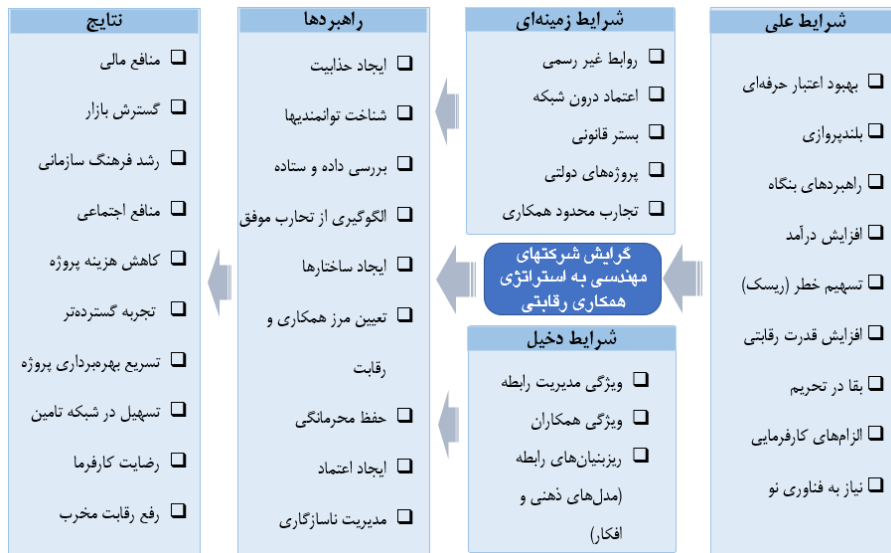 شرایط علی
بهبود اعتبار حرفه‌ای
بلندپروازی
راهبردهای بنگاه
افزایش درآمد
تسهیم خطر (ریسک)
افزایش قدرت رقابتی
بقا در تحریم
الزام‌های کارفرمایی
نیاز به فناوری نو
شرایط زمینه‌ای
روابط غیر رسمی
اعتماد درون شبکه
بستر قانونی
پروژه‌های دولتی
تجارب محدود همکاری
گرایش شرکتهای
مهندسی به استراتژی
همکاری رقابتی
شرایط دخیل
ویژگی مدیریت رابطه
ویژگی همکاران
ریزبنیان‌های رابطه
(مدل‌های ذهنی و
افکار)
راهبردها
ایجاد حذابیت
شناخت توانمندیها
بررسی داده و ستاده
الگوگیری از تحارب موفق
ایجاد ساختارها
تعیین مرز همکاری و
رقابت
حفظ محرمانگی
ایجاد اعتماد
مدیریت ناسازگاری
نتایج
منافع مالی
گسترش بازار
رشد فرهنگ سازمانی
منافع اجتماعی
کاهش هزینه پروژه
تجربه گسترده‌تر
تسریع بهره‌برداری پروژه
تسهیل در شبکه تامین
رضایت کارفرما
رفع رقابت مخرب